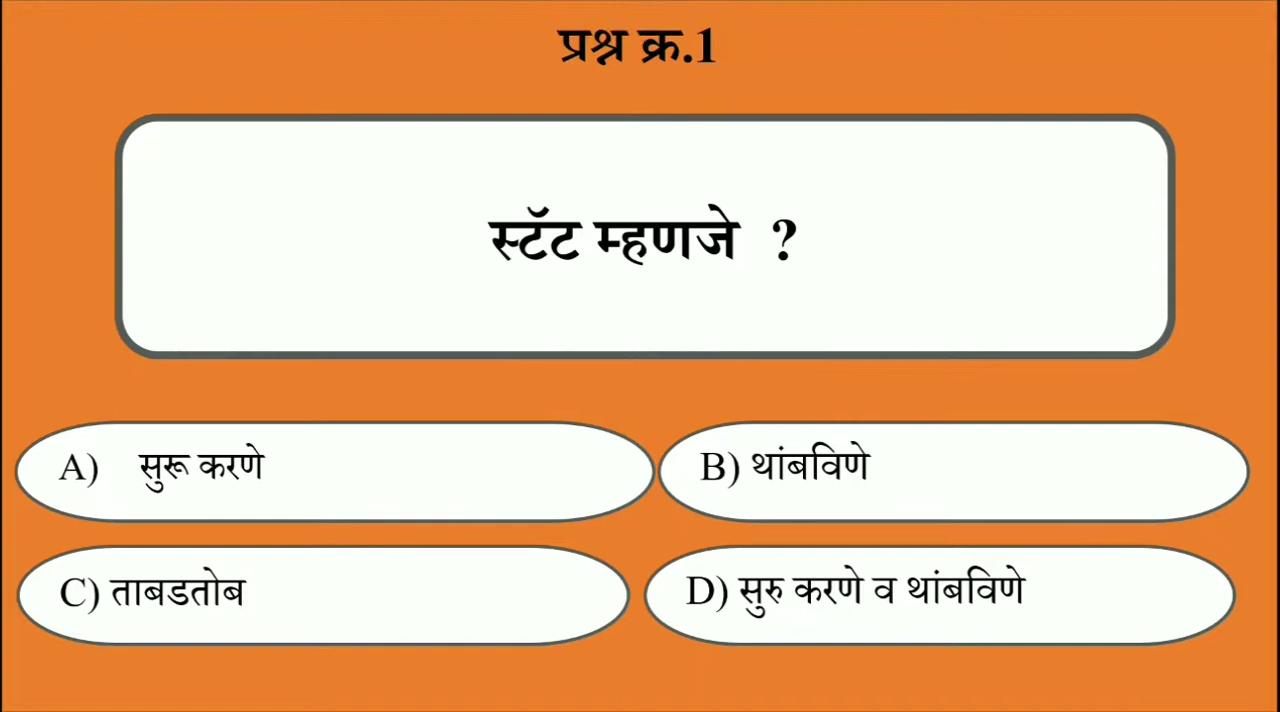 प्रश्न क्र.1
स्टॅट म्हणजे ?
A) सुरू करणे
B) थांबविणे
C) ताबडतोब
D) सुरु करणे व थांबविणे